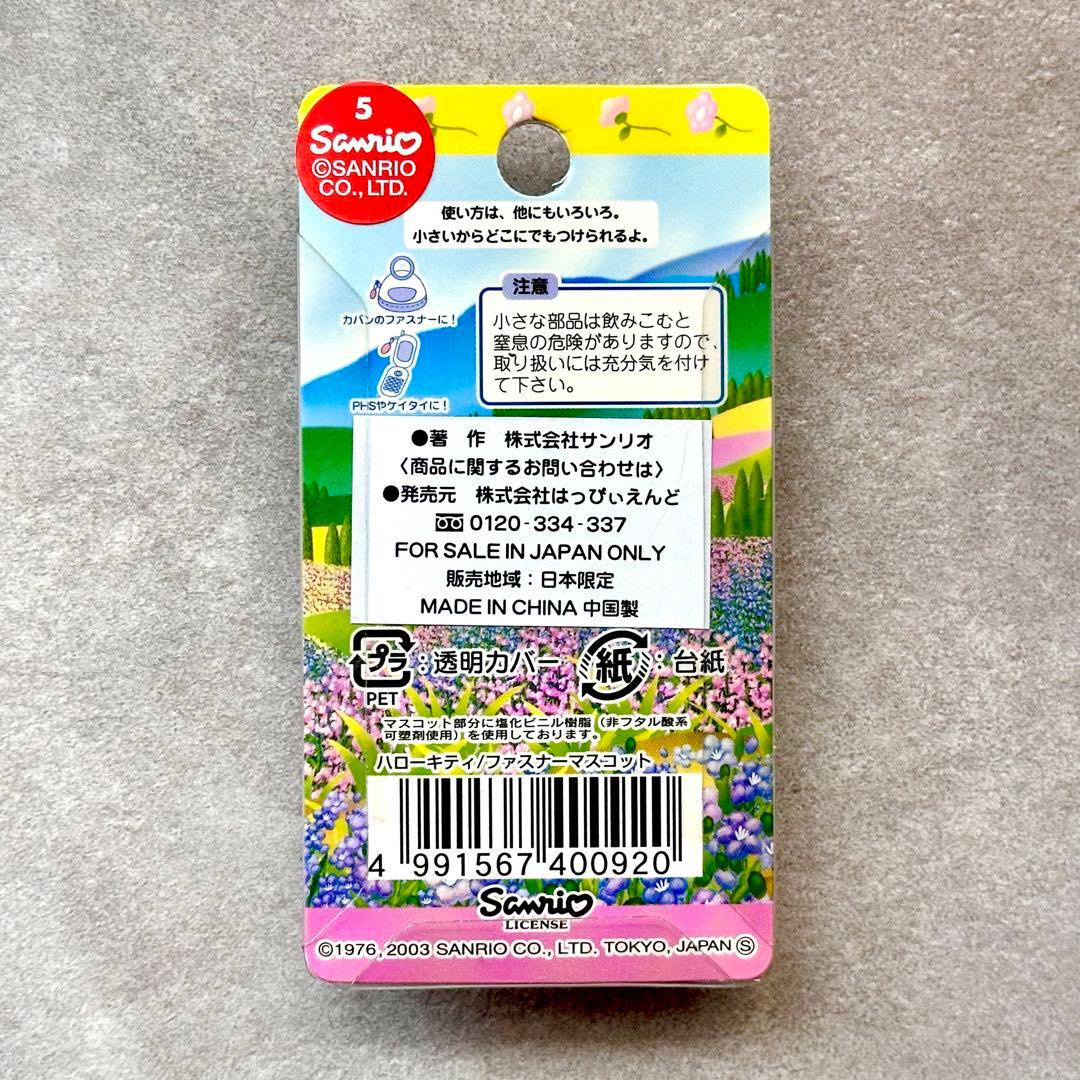 5
Sanrio
©SANRIO
CO., LTD.
使い方は、他にもいろいろ。
小さいからどこにでもつけられるよ。
カバンのファスナーに!
PHSやケイタイに!
注意
小さな部品は飲みこむと
窒息の危険がありますので、
取り扱いには充分気を付け
て下さい。
●著 作 株式会社サンリオ
〈商品に関するお問い合わせは〉
●発売元 株式会社はっぴぃえんど
0120-334-337
FOR SALE IN JAPAN ONLY
販売地域:日本限定
MADE IN CHINA 中国製
プラ:透明カバー 紙:台紙
PET
マスコット部分に塩化ビニル樹脂(非フタル酸系
可塑剤使用)を使用しております。
ハローキティ/ファスナーマスコット
4 991567 400920
Sanrio
LICENSE
©1976, 2003 SANRIO CO., LTD. TOKYO, JAPAN Ⓢ